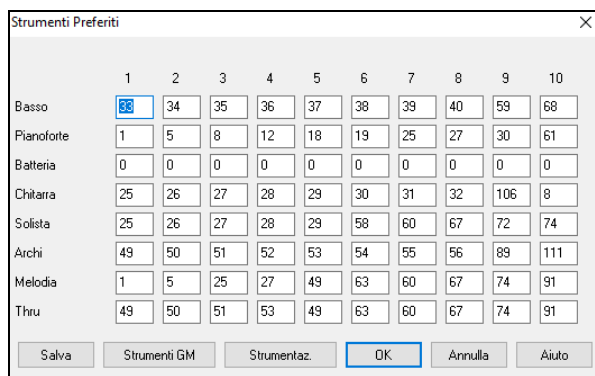 Strumenti Preferiti
1 2 3 4 5 6 7 8 9 10
Basso 33 34 35 36 37 38 39 40 59 68
Pianoforte 1 5 8 12 18 19 25 27 30 61
Batteria 0 0 0 0 0 0 0 0 0 0
Chitarra 25 26 27 28 29 30 31 32 106 8
Solista 25 26 27 28 29 58 60 67 72 74
Archi 49 50 51 52 53 54 55 56 89 111
Melodia 1 5 25 27 49 63 60 67 74 91
Thru 49 50 51 53 49 63 60 67 74 91
Salva Strumenti GM Strumentaz. OK Annulla Aiuto